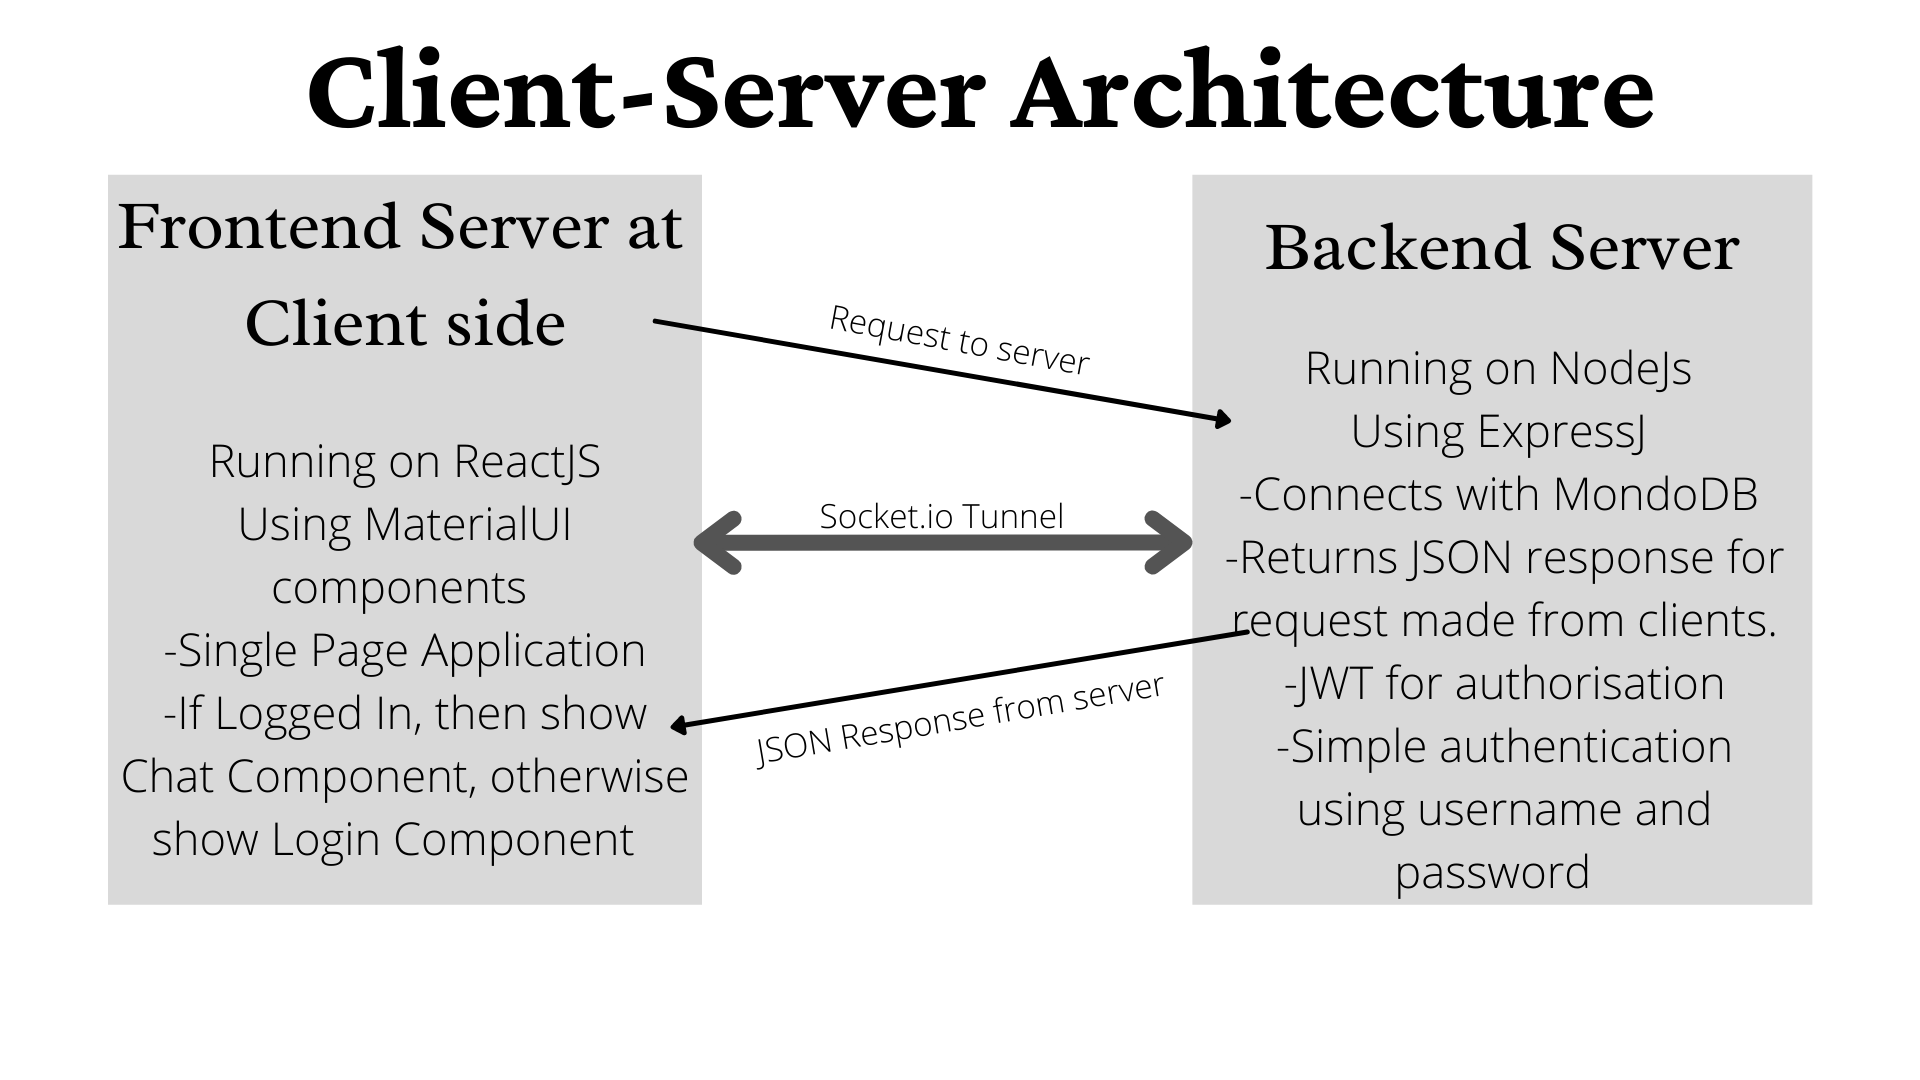 Client-Server Architecture
Frontend Server at
Client side
Running on ReactJS
Using MaterialUI
components
-Single Page Application
-If Logged In, then show
Chat Component, otherwise
show Login Component
Request to server
Socket.io Tunnel
JSON Response from server
Backend Server
Running on NodeJs
Using ExpressJ
-Connects with MondoDB
-Returns JSON response for
request made from clients.
-JWT for authorisation
-Simple authentication
using username and
password